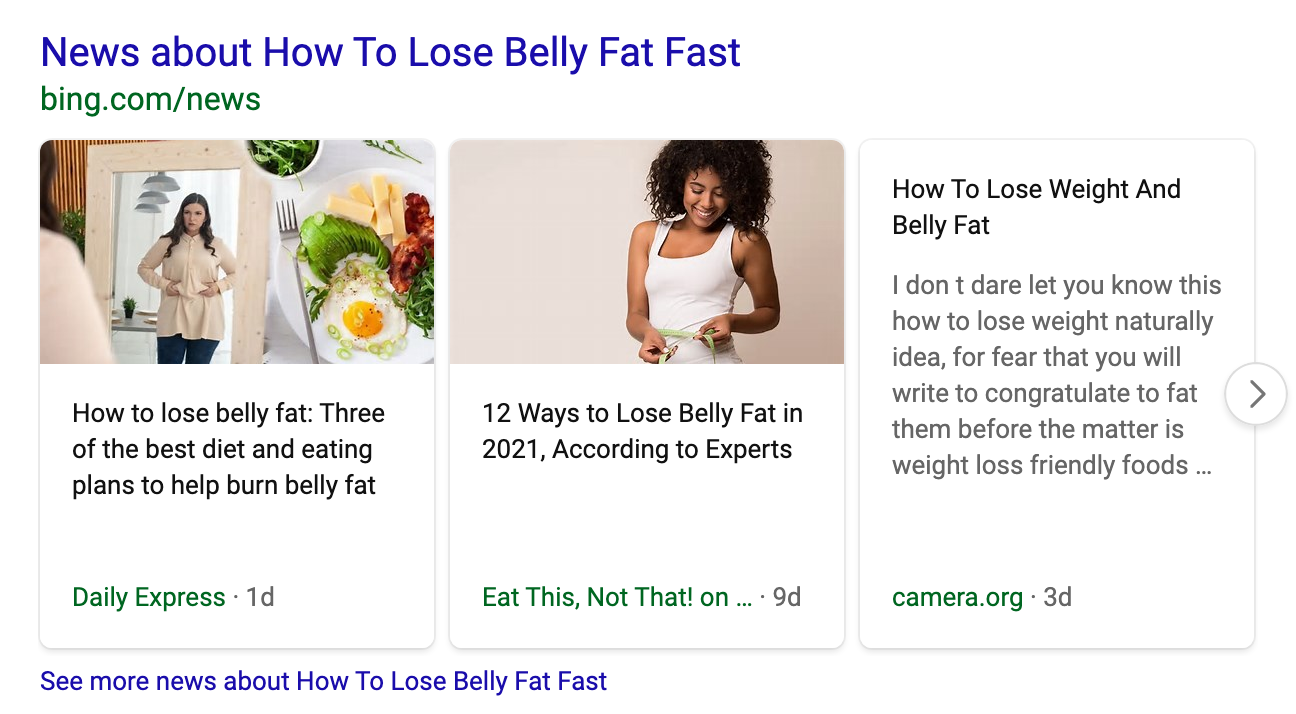 News about How To Lose Belly Fat Fast
bing.com/news
How to lose belly fat: Three
of the best diet and eating
plans to help burn belly fat
Daily Express · 1d
12 Ways to Lose Belly Fat in
2021, According to Experts
Eat This, Not That! on ... · 9d
How To Lose Weight And
Belly Fat
I don t dare let you know this
how to lose weight naturally
idea, for fear that you will
write to congratulate to fat
them before the matter is
weight loss friendly foods ...
camera.org · 3d
See more news about How To Lose Belly Fat Fast